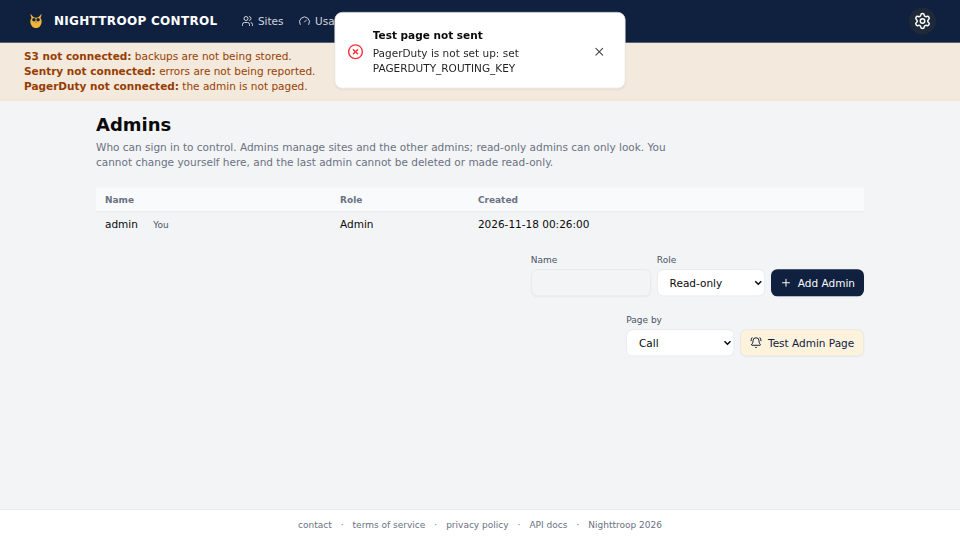 NIGHTTROOP CONTROL
Sites
Test page not sent
PagerDuty is not set up: set
PAGERDUTY_ROUTING_KEY
S3 not connected: backups are not being stored.
Sentry not connected: errors are not being reported.
PagerDuty not connected: the admin is not paged.
Admins
Who can sign in to control. Admins manage sites and the other admins; read-only admins can only look. You
cannot change yourself here, and the last admin cannot be deleted or made read-only.
Name Role Created
admin You Admin 2026-11-18 00:26:00
Name Role
Read-only Add Admin
Page by
Call Test Admin Page
contact · terms of service · privacy policy · API docs · Nighttroop 2026